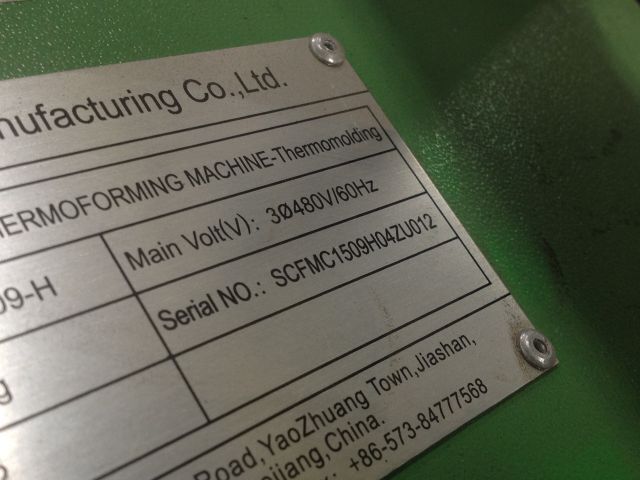 nufacturing Co.,Ltd.
HERMOFORMING MACHINE-Thermomolding
09-H
Main Volt(V): 3Ø480V/60Hz
Serial NO.: SCFMC1509H04ZU012
g
Road,YaoZhuang Town,Jiashan,
ejiang,China.
+86-573-84777568